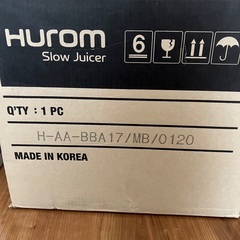 Hurom
Slow Juicer
6
Q'TY : 1 PC
H-AA-BBA17/MB/0120
MADE IN KOREA